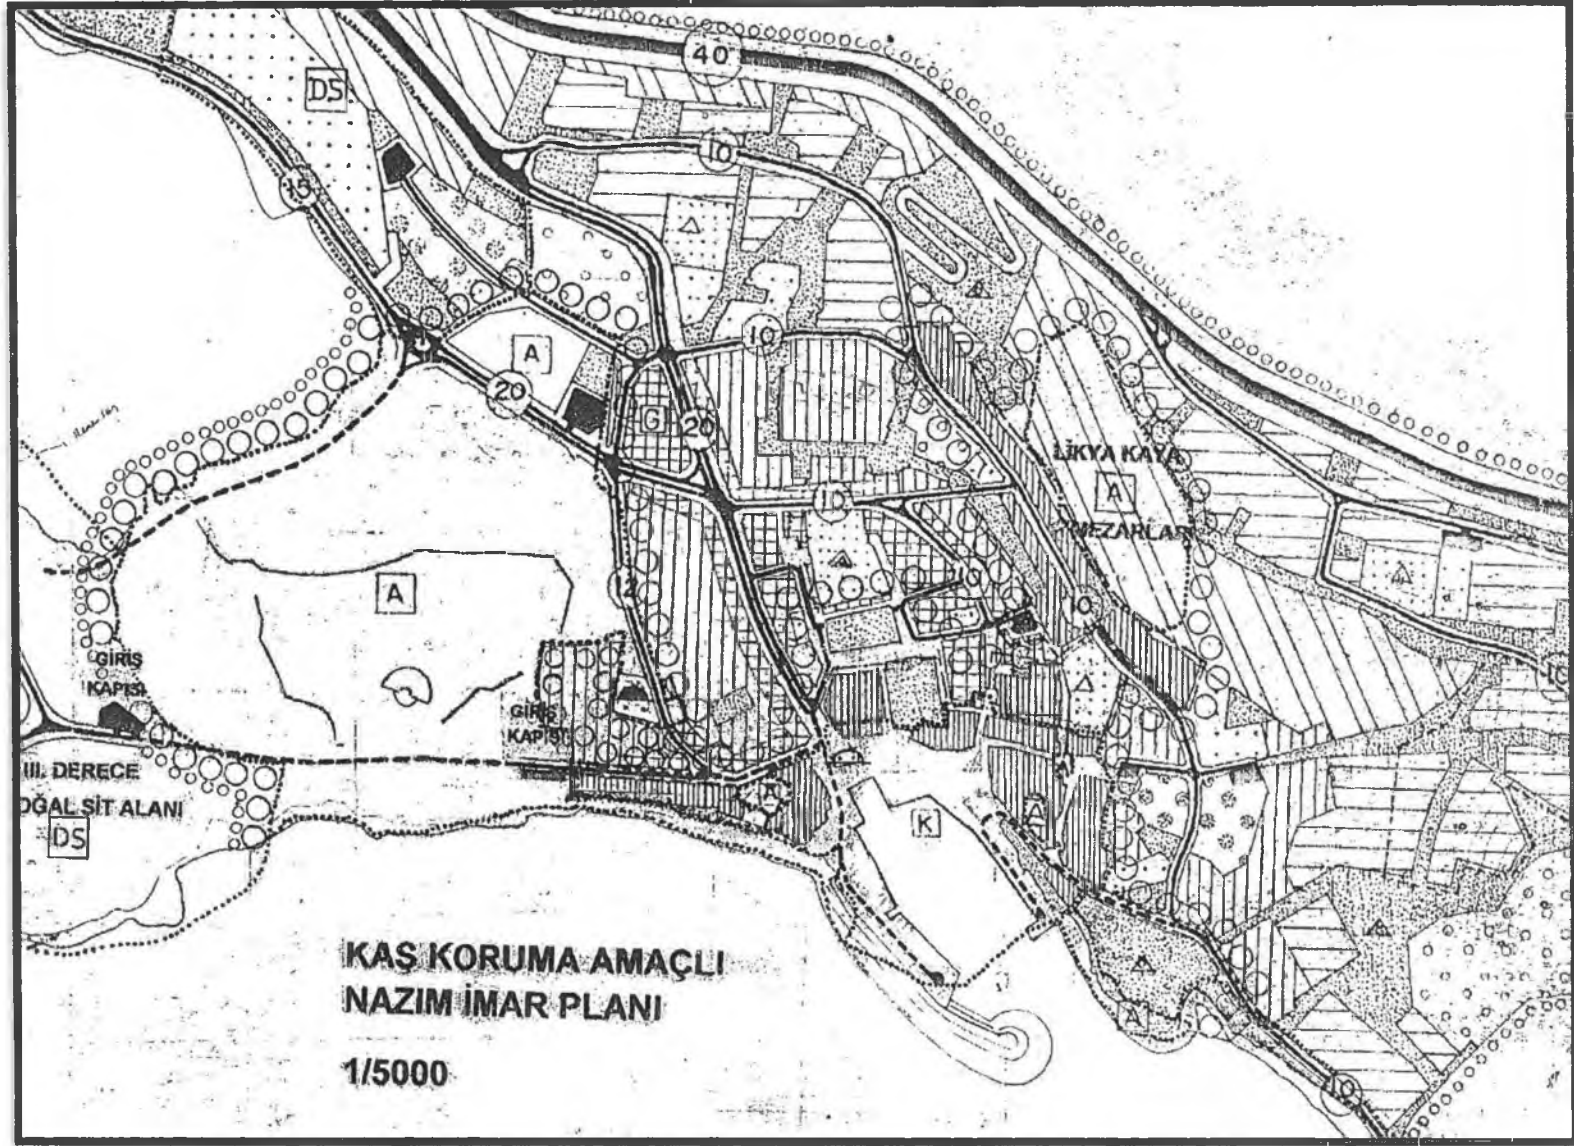 40
DS
10
15
10
A
20
G
20
LİKYA KAYA
A
MEZARLARI
10
A
12
10
10
GİRİŞ
KAPISI
GİRİŞ
KAPISI
III. DERECE
DOĞAL SİT ALANI
DS
A
A
K
A
KAŞ KORUMA AMAÇLI
NAZIM İMAR PLANI
1/5000
A
10